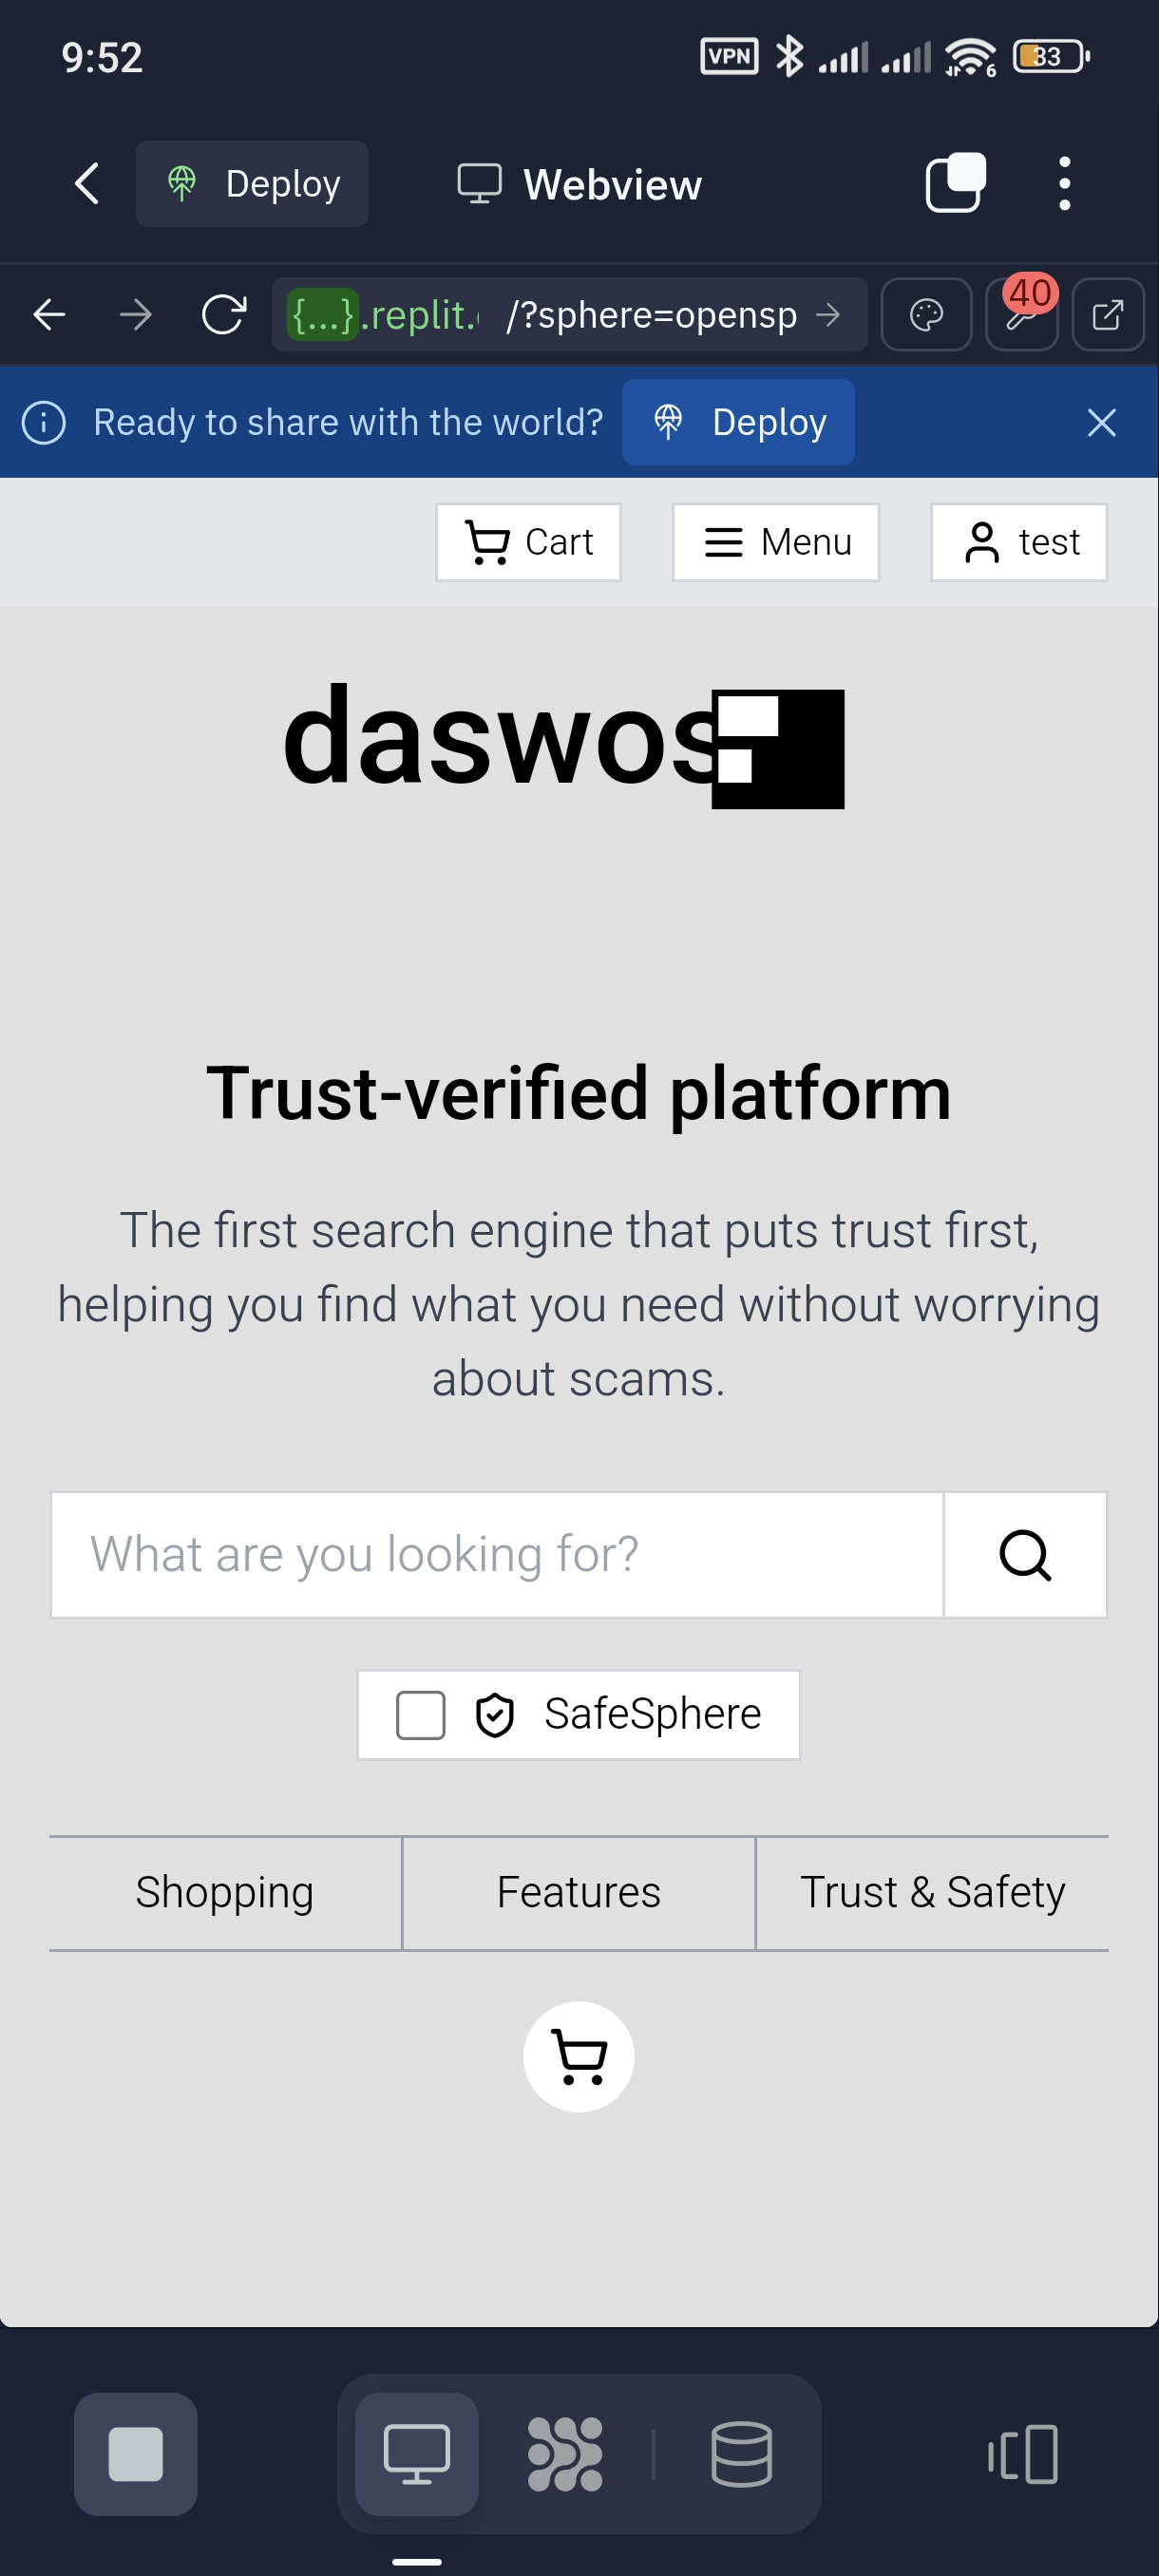 9:52
VPN
6
33
Deploy
Webview
{...}.replit.
/?sphere=opensp
40
Ready to share with the world?
Deploy
Cart
Menu
test
daswos
Trust-verified platform
The first search engine that puts trust first,
helping you find what you need without worrying
about scams.
What are you looking for?
SafeSphere
Shopping
Features
Trust & Safety